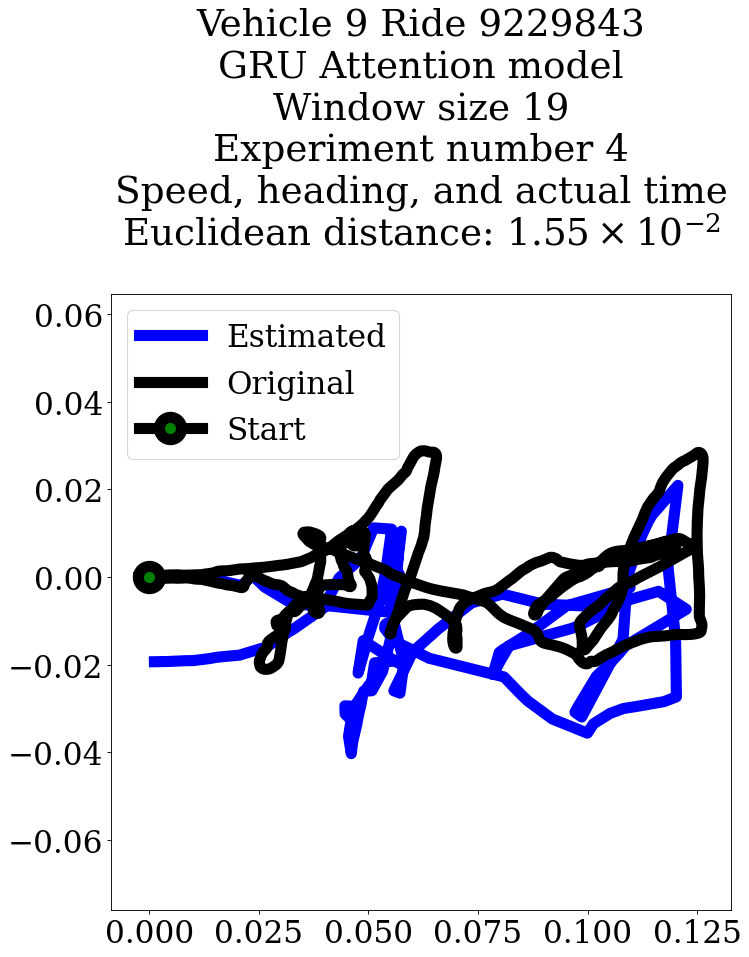 Vehicle 9 Ride 9229843
GRU Attention model
Window size 19
Experiment number 4
Speed, heading, and actual time
Euclidean distance: 1.55 × 10⁻²
Estimated
Original
Start
0.06
0.04
0.02
0.00
−0.02
−0.04
−0.06
0.000 0.025 0.050 0.075 0.100 0.125